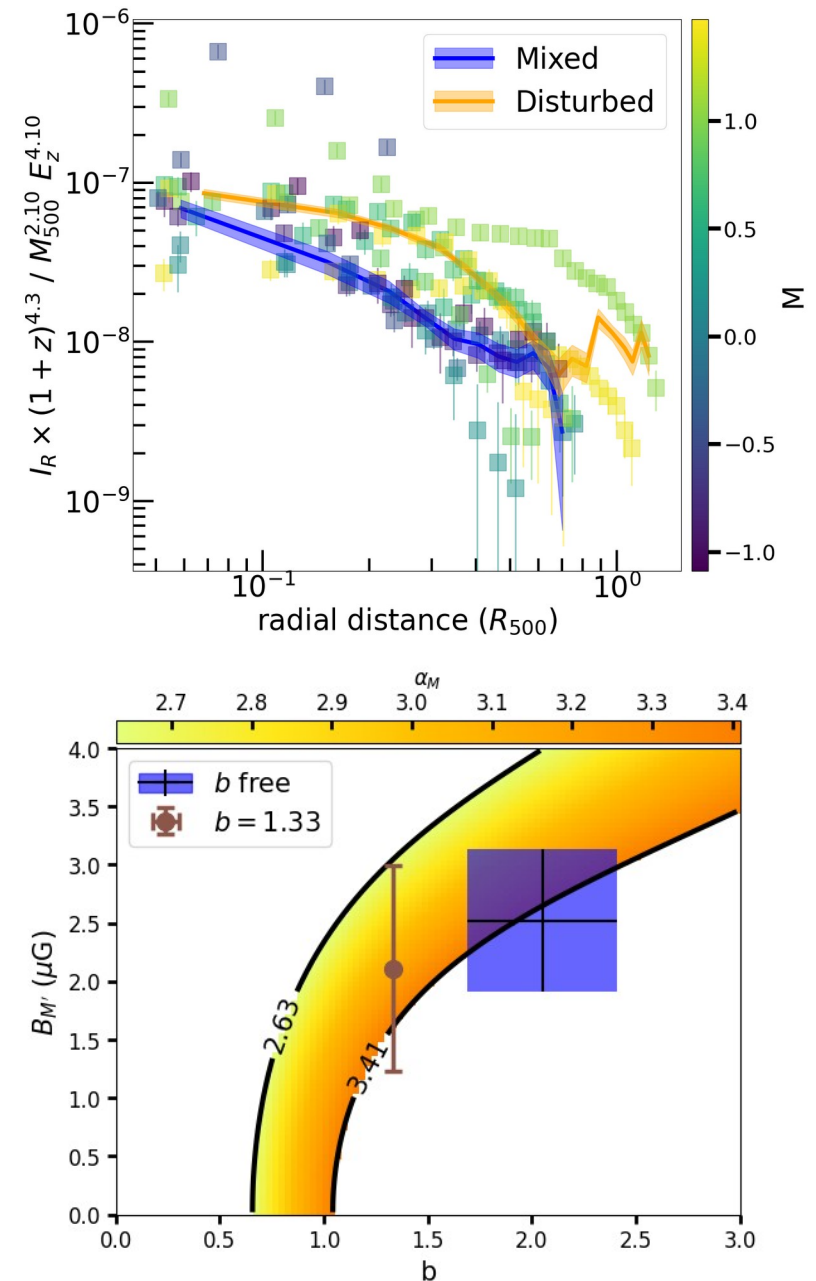 10⁻⁶
10⁻⁷
10⁻⁸
10⁻⁹
I_R × (1 + z)^4.3 / M_500^2.10 E_z^4.10
Mixed
Disturbed
1.0
0.5
0.0
−0.5
−1.0
M
10⁻¹ 10⁰
radial distance (R_500)
α_M
2.7 2.8 2.9 3.0 3.1 3.2 3.3 3.4
4.0
3.5
3.0
2.5
2.0
1.5
1.0
0.5
0.0
B_M′ (μG)
b free
b = 1.33
2.63
3.41
0.0 0.5 1.0 1.5 2.0 2.5 3.0
b